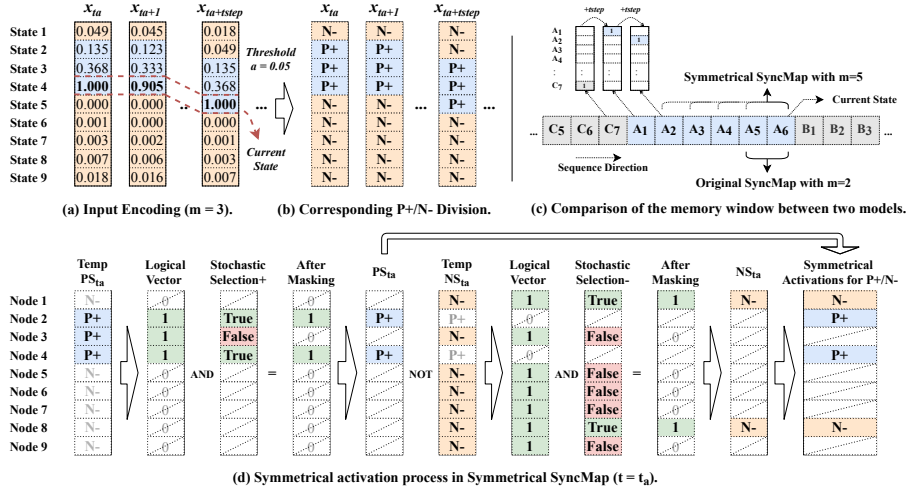 x_ta x_ta+1 x_ta+tstep
State 1 0.049 0.045 0.018
State 2 0.135 0.123 0.049
State 3 0.368 0.333 0.135
State 4 1.000 0.905 0.368
State 5 0.000 0.000 1.000
State 6 0.001 0.000 0.000
State 7 0.003 0.002 0.001
State 8 0.007 0.006 0.003
State 9 0.018 0.016 0.007
... ...
Current
State
(a) Input Encoding (m = 3).
Threshold
a = 0.05
x_ta x_ta+1 x_ta+tstep
N- N- N-
P+ P+ N-
P+ P+ P+
P+ P+ P+
N- N- P+
N- N- N-
N- N- N-
N- N- N-
N- N- N-
... ...
(b) Corresponding P+/N- Division.
+tstep +tstep
A1 1
A2 1
A3
A4
: : : :
C7 1
Symmetrical SyncMap with m=5
Current State
... C5 C6 C7 A1 A2 A3 A4 A5 A6 B1 B2 B3 ...
Sequence Direction
Original SyncMap with m=2
(c) Comparison of the memory window between two models.
Temp PS_ta
Logical Vector
Stochastic Selection+
After Masking
PS_ta
Temp NS_ta
Logical Vector
Stochastic Selection-
After Masking
NS_ta
Symmetrical Activations for P+/N-
Node 1 N- 0 N- 1 True 1 N- N-
Node 2 P+ 1 True 1 P+ P+ 0 0 P+
Node 3 P+ 1 False 0 N- 1 False 0
Node 4 P+ 1 True 1 P+ P+ 0 0 P+
Node 5 N- 0 0 N- 1 False 0
Node 6 N- 0 0 N- 1 False 0
Node 7 N- 0 0 N- 1 False 0
Node 8 N- 0 0 N- 1 True 1 N- N-
Node 9 N- 0 0 N- 1 False 0
AND = NOT AND =
(d) Symmetrical activation process in Symmetrical SyncMap (t = t_a).